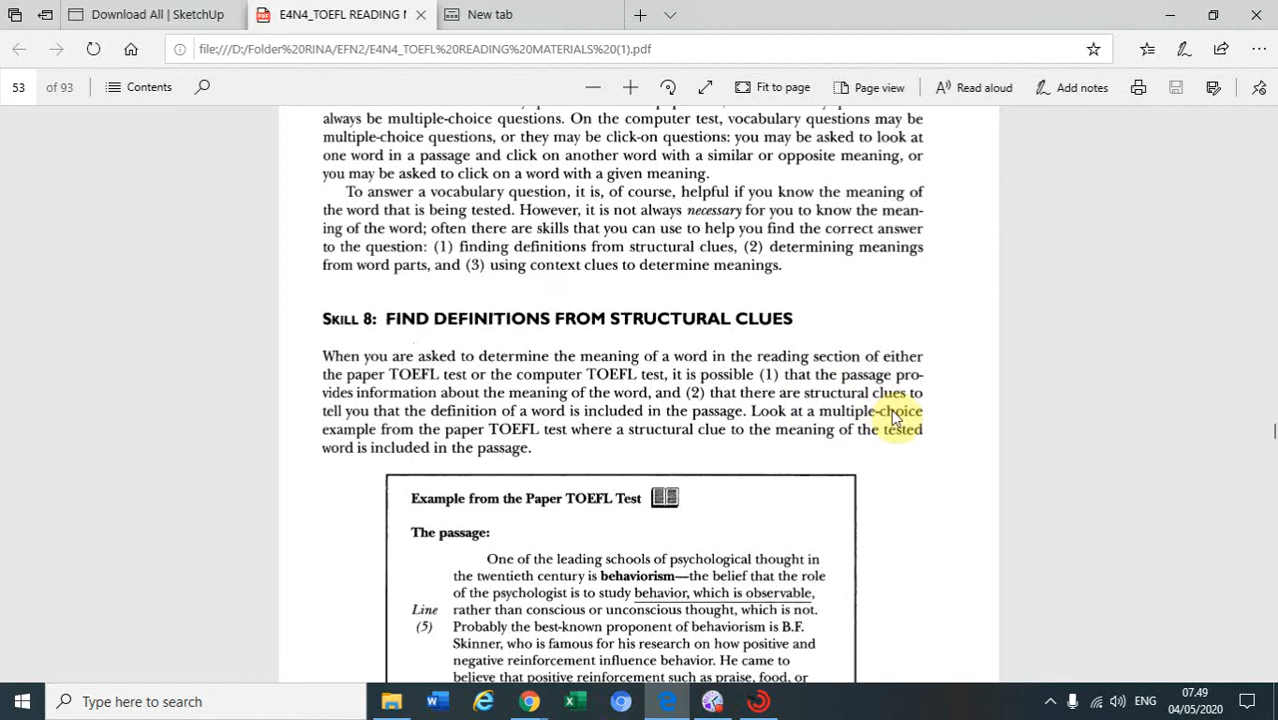 Download All | SketchUp
E4N4_TOEFL READING M
New tab
file:///D:/Folder%20RINA/EFN2/E4N4_TOEFL%20READING%20MATERIALS%20(1).pdf
53 of 93
Contents
Fit to page
Page view
Read aloud
Add notes
always be multiple-choice questions. On the computer test, vocabulary questions may be
multiple-choice questions, or they may be click-on questions: you may be asked to look at
one word in a passage and click on another word with a similar or opposite meaning, or
you may be asked to click on a word with a given meaning.
To answer a vocabulary question, it is, of course, helpful if you know the meaning of
the word that is being tested. However, it is not always necessary for you to know the mean-
ing of the word; often there are skills that you can use to help you find the correct answer
to the question: (1) finding definitions from structural clues, (2) determining meanings
from word parts, and (3) using context clues to determine meanings.
SKILL 8: FIND DEFINITIONS FROM STRUCTURAL CLUES
When you are asked to determine the meaning of a word in the reading section of either
the paper TOEFL test or the computer TOEFL test, it is possible (1) that the passage pro-
vides information about the meaning of the word, and (2) that there are structural clues to
tell you that the definition of a word is included in the passage. Look at a multiple-choice
example from the paper TOEFL test where a structural clue to the meaning of the tested
word is included in the passage.
Example from the Paper TOEFL Test
The passage:
One of the leading schools of psychological thought in
the twentieth century is behaviorism—the belief that the role
of the psychologist is to study behavior, which is observable,
Line rather than conscious or unconscious thought, which is not.
(5) Probably the best-known proponent of behaviorism is B.F.
Skinner, who is famous for his research on how positive and
negative reinforcement influence behavior. He came to
believe that positive reinforcement such as praise, food, or
Type here to search
ENG
07.49
04/05/2020